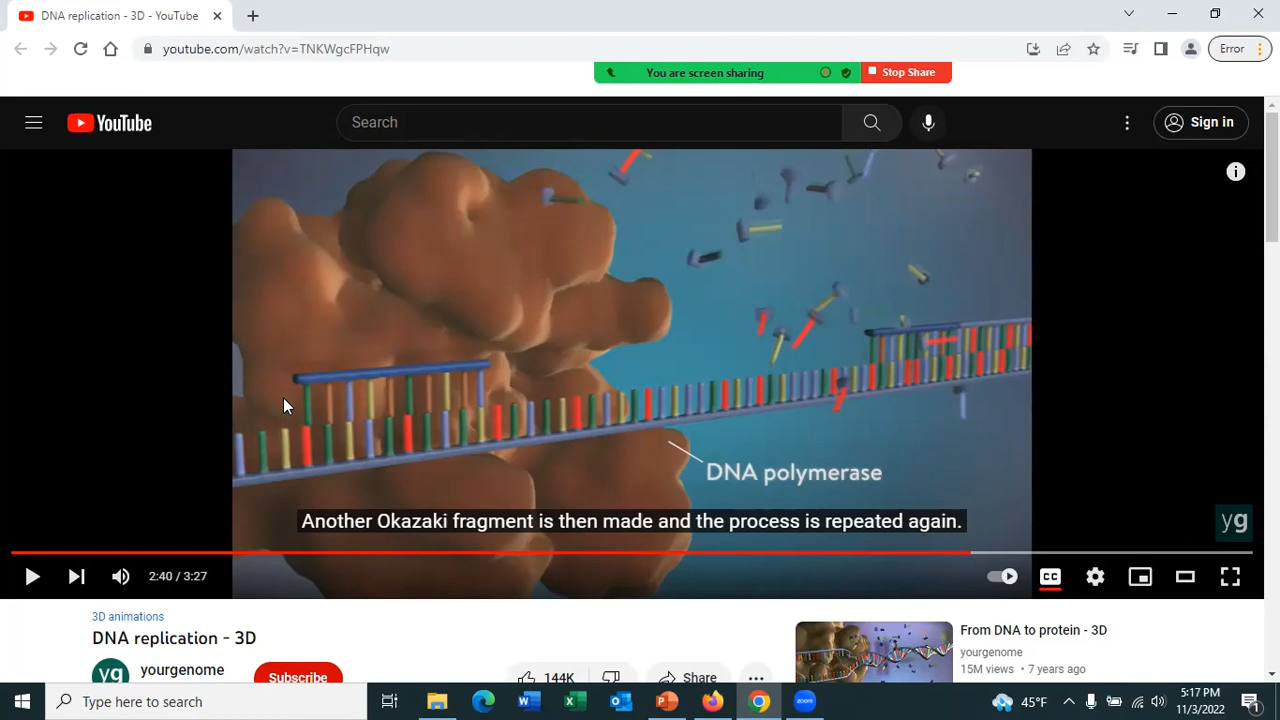 DNA replication - 3D - YouTube
youtube.com/watch?v=TNKWgcFPHqw
Error
You are screen sharing
Stop Share
YouTube
Search
Sign in
DNA polymerase
Another Okazaki fragment is then made and the process is repeated again.
yg
2:40 / 3:27
CC
3D animations
DNA replication - 3D
yg
yourgenome
Subscribe
144K
Share
From DNA to protein - 3D
yourgenome
15M views • 7 years ago
Type here to search
45°F
5:17 PM
11/3/2022
1